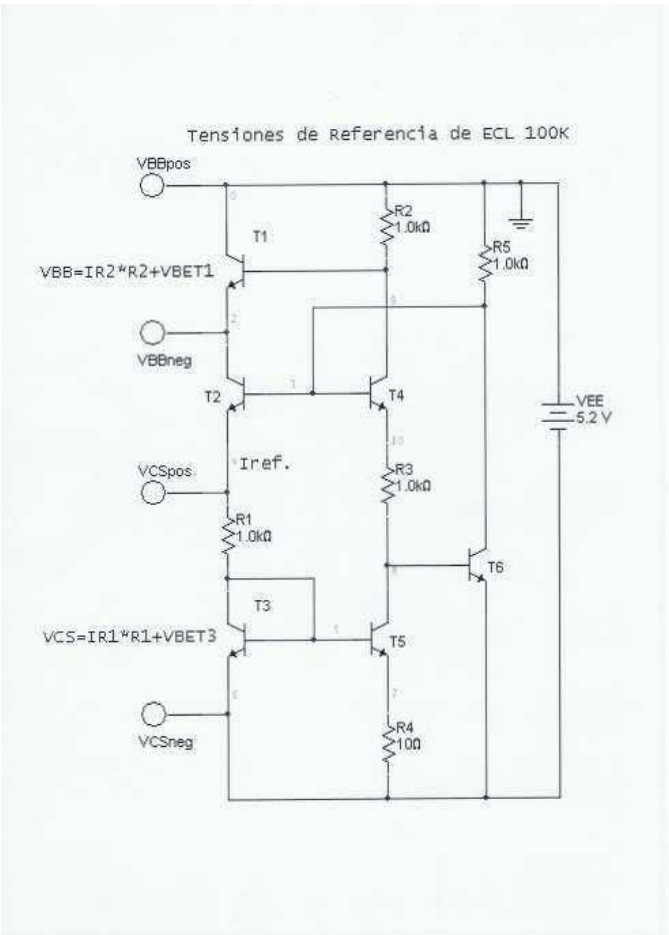 Tensiones de Referencia de ECL 100K
VBBpos
R2
1.0kΩ
T1
R5
1.0kΩ
VBB=IR2*R2+VBET1
VBBneg
T2
T4
VEE
5.2 V
Iref.
VCSpos
R3
1.0kΩ
R1
1.0kΩ
T6
T3
VCS=IR1*R1+VBET3
T5
VCSneg
R4
10Ω